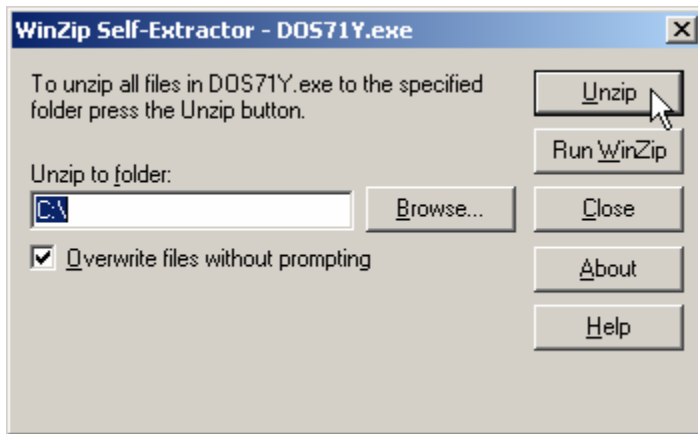 WinZip Self-Extractor - DOS71Y.exe
To unzip all files in DOS71Y.exe to the specified
folder press the Unzip button.
Unzip to folder:
C:\
Browse...
Overwrite files without prompting
Unzip
Run WinZip
Close
About
Help